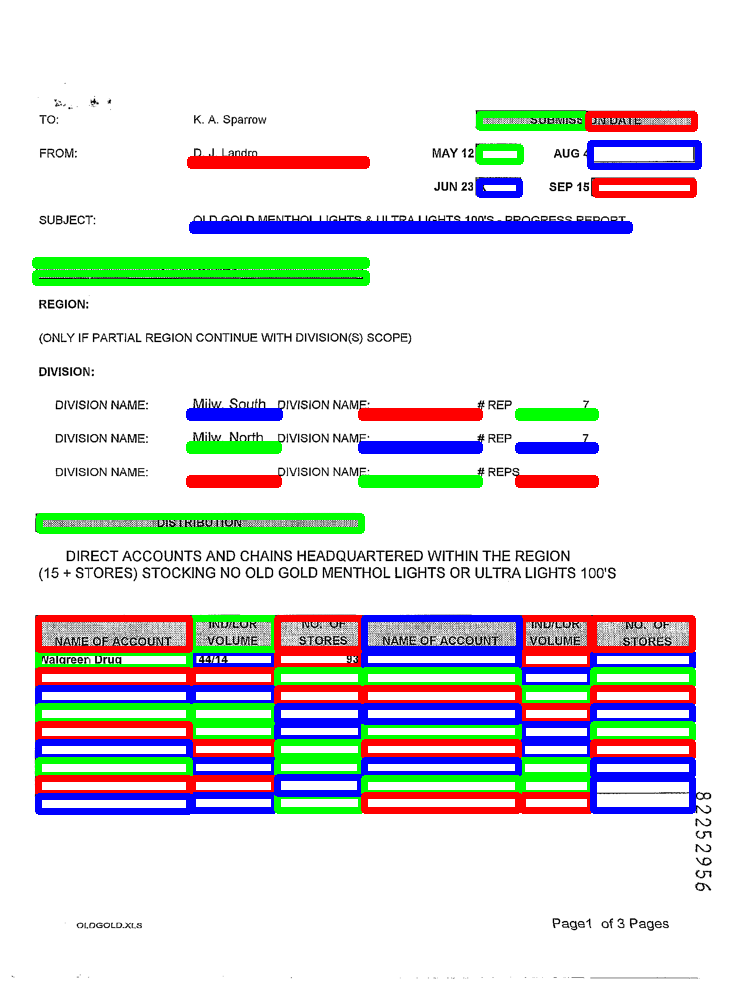 TO: K. A. Sparrow SUBMISSION DATE
FROM: D. J. Landro MAY 12 AUG 4
JUN 23 SEP 15
SUBJECT: OLD GOLD MENTHOL LIGHTS & ULTRA LIGHTS 100'S - PROGRESS REPORT
REGION:
(ONLY IF PARTIAL REGION CONTINUE WITH DIVISION(S) SCOPE)
DIVISION:
DIVISION NAME: Milw. South DIVISION NAME: # REP 7
DIVISION NAME: Milw. North DIVISION NAME: # REP 7
DIVISION NAME: DIVISION NAME: # REPS
DISTRIBUTION
DIRECT ACCOUNTS AND CHAINS HEADQUARTERED WITHIN THE REGION
(15 + STORES) STOCKING NO OLD GOLD MENTHOL LIGHTS OR ULTRA LIGHTS 100'S
NAME OF ACCOUNT IND/LOR VOLUME NO. OF STORES NAME OF ACCOUNT IND/LOR VOLUME NO. OF STORES
Walgreen Drug 44/14 93
82252956
OLDGOLD.XLS Page1 of 3 Pages